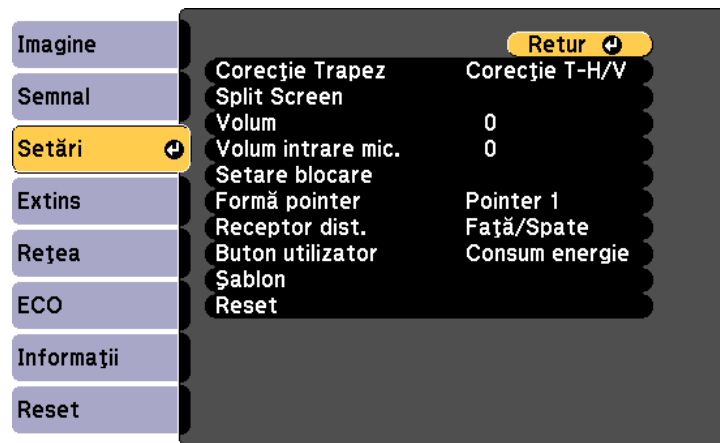 Imagine
Semnal
Setări
Extins
Reţea
ECO
Informaţii
Reset
Retur
Corecţie Trapez Corecţie T-H/V
Split Screen
Volum 0
Volum intrare mic. 0
Setare blocare
Formă pointer Pointer 1
Receptor dist. Faţă/Spate
Buton utilizator Consum energie
Şablon
Reset